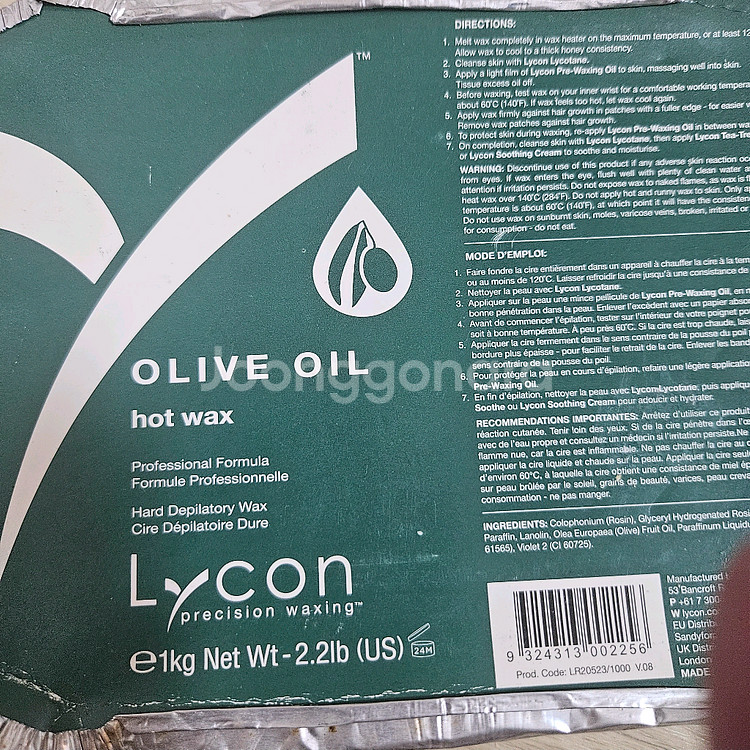 ™
OLIVE OIL
hot wax
Professional Formula
Formule Professionnelle
Hard Depilatory Wax
Cire Dépilatoire Dure
Lycon
precision waxing™
℮1kg Net Wt - 2.2lb (US) 24M
DIRECTIONS:
1. Melt wax completely in wax heater on the maximum temperature, or at least 12
Allow wax to cool to a thick honey consistency.
2. Cleanse skin with Lycon Lycotane.
3. Apply a light film of Lycon Pre-Waxing Oil to skin, massaging well into skin.
Tissue excess oil off.
4. Before waxing, test wax on your inner wrist for a comfortable working tempera
about 60°C (140°F). If wax feels too hot, let wax cool again.
5. Apply wax firmly against hair growth in patches with a fuller edge - for easier
Remove wax patches against hair growth.
6. To protect skin during waxing, re-apply Lycon Pre-Waxing Oil in between wax
7. On completion, cleanse skin with Lycon Lycotane, then apply Lycon Tea-Tre
or Lycon Soothing Cream to soothe and moisturise.
WARNING: Discontinue use of this product if any adverse skin reaction oc
from eyes. If wax enters the eye, flush well with plenty of clean water a
attention if irritation persists. Do not expose wax to naked flames, as wax is f
heat wax over 140°C (284°F). Do not apply hot and runny wax to skin. Only a
temperature is about 60°C (140°F), at which point it will have the consisten
Do not use wax on sunburnt skin, moles, varicose veins, broken, irritated or
for consumption - do not eat.
MODE D'EMPLOI:
1. Faire fondre la cire entièrement dans un appareil à chauffer la cire à la tem
ou au moins de 120°C. Laisser refroidir la cire jusqu'à une consistance de
2. Nettoyer la peau avec Lycon Lycotane.
3. Appliquer sur la peau une mince pellicule de Lycon Pre-Waxing Oil, en m
bonne pénétration dans la peau. Enlever l'excédent avec un papier abso
4. Avant de commencer l'épilation, tester sur l'intérieur de votre poignet po
soit à bonne température. À peu près 60°C. Si la cire est trop chaude, lais
5. Appliquer la cire fermement dans le sens contraire de la pousse du poil
bordure plus épaisse - pour faciliter le retrait de la cire. Enlever les band
sens contraire de la pousse du poil.
6. Pour protéger la peau en cours d'épilation, refaire une légère application
Pre-Waxing Oil.
7. En fin d'épilation, nettoyer la peau avec Lycon Lycotane, puis applique
Soothe ou Lycon Soothing Cream pour adoucir et hydrater.
RECOMMENDATIONS IMPORTANTES: Arrêtez d'utiliser ce produit
réaction cutanée. Tenir loin des yeux. Si de la cire pénètre dans l'œ
avec de l'eau propre et consultez un médecin si l'irritation persiste. Ne
flamme nue, car la cire est inflammable. Ne pas chauffer la cire au
appliquer la cire liquide et chaude sur la peau. Appliquer la cire seul
d'environ 60°C, à laquelle la cire obtient une consistance de miel ép
sur peau brûlée par le soleil, grains de beauté, varices, peau crev
consommation - ne pas manger.
INGREDIENTS: Colophonium (Rosin), Glyceryl Hydrogenated Rosi
Paraffin, Lanolin, Olea Europaea (Olive) Fruit Oil, Paraffinum Liquid
61565), Violet 2 (CI 60725).
9 324313 002256
Prod. Code: LR20523/1000 V.08
Manufactured
53 Bancroft R
P +61 7 300
W lycon.co
EU Distrib
Sandyfor
UK Distri
London
MADE
Joonggonara